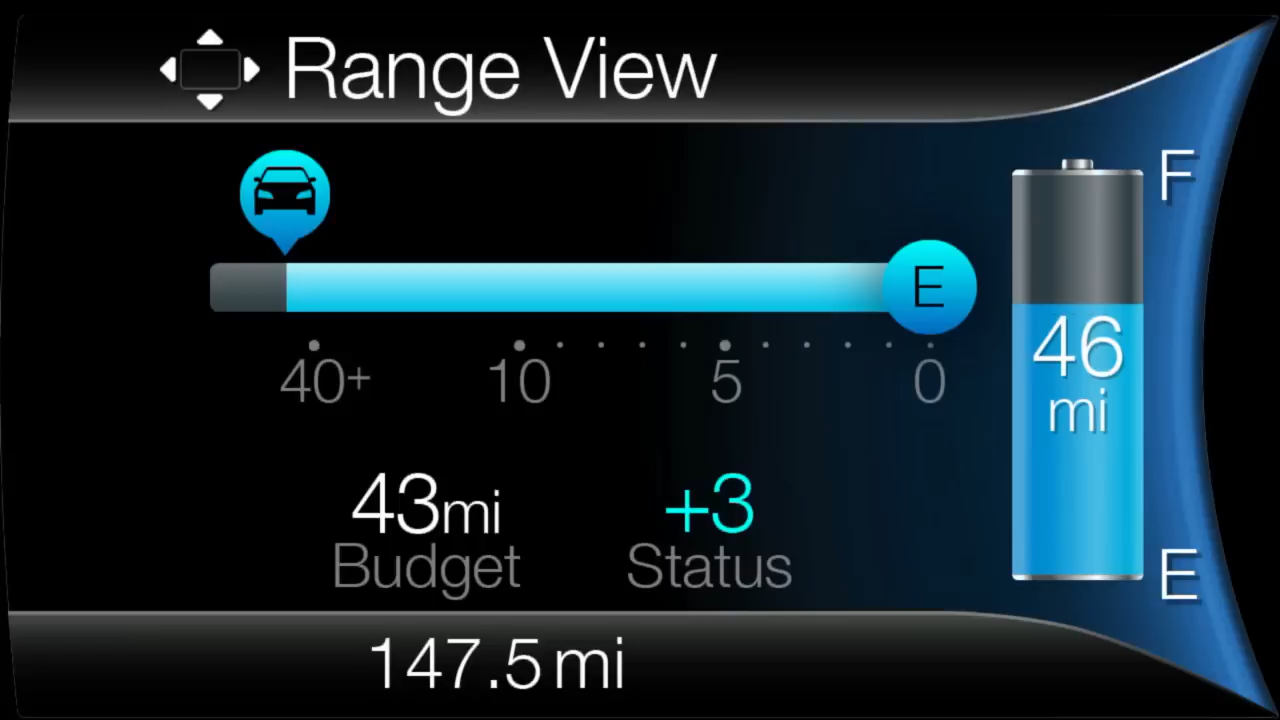 Range View
F
E
46
mi
40+ 10 5 0
43mi +3
Budget Status
E
147.5 mi